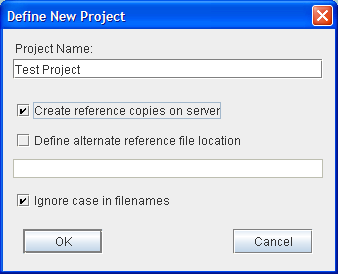 Define New Project
Project Name:
Test Project
Create reference copies on server
Define alternate reference file location
Ignore case in filenames
OK
Cancel